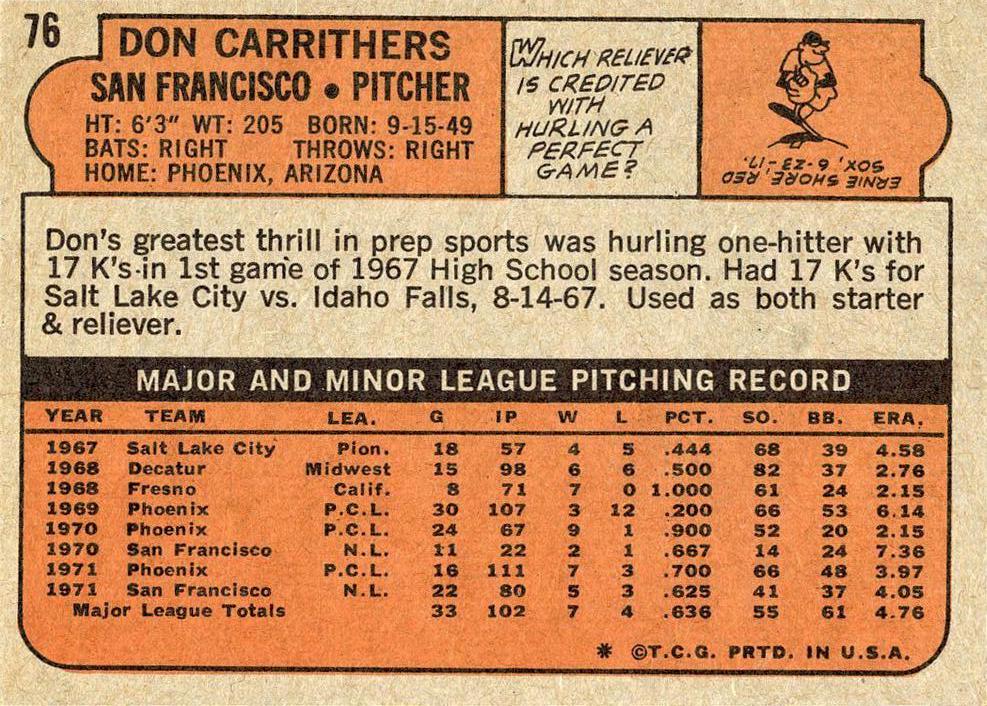 76
DON CARRITHERS
SAN FRANCISCO • PITCHER
HT: 6'3" WT: 205 BORN: 9-15-49
BATS: RIGHT THROWS: RIGHT
HOME: PHOENIX, ARIZONA
WHICH RELIEVER
IS CREDITED
WITH
HURLING A
PERFECT
GAME?
ERNIE SHORE, RED
SOX, 6-23-'17.
Don's greatest thrill in prep sports was hurling one-hitter with
17 K's in 1st game of 1967 High School season. Had 17 K's for
Salt Lake City vs. Idaho Falls, 8-14-67. Used as both starter
& reliever.
MAJOR AND MINOR LEAGUE PITCHING RECORD
YEAR TEAM LEA. G IP W L PCT. SO. BB. ERA.
1967 Salt Lake City Pion. 18 57 4 5 .444 68 39 4.58
1968 Decatur Midwest 15 98 6 6 .500 82 37 2.76
1968 Fresno Calif. 8 71 7 0 1.000 61 24 2.15
1969 Phoenix P.C.L. 30 107 3 12 .200 66 53 6.14
1970 Phoenix P.C.L. 24 67 9 1 .900 52 20 2.15
1970 San Francisco N.L. 11 22 2 1 .667 14 24 7.36
1971 Phoenix P.C.L. 16 111 7 3 .700 66 48 3.97
1971 San Francisco N.L. 22 80 5 3 .625 41 37 4.05
Major League Totals 33 102 7 4 .636 55 61 4.76
* ©T.C.G. PRTD. IN U.S.A.